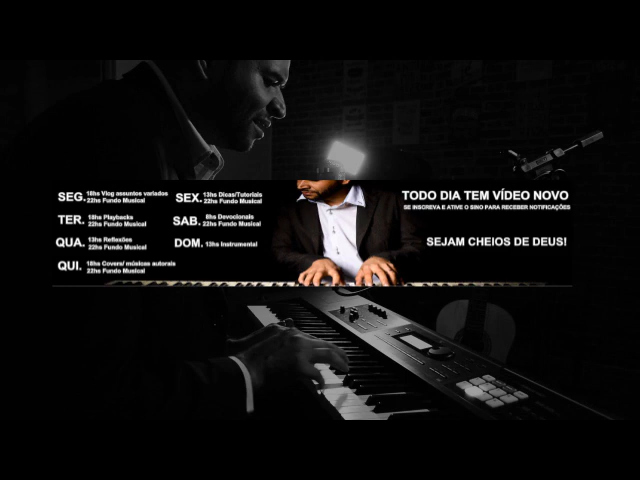 SEG. 18hs Vlog assuntos variados
22hs Fundo Musical
TER. 18hs Playbacks
22hs Fundo Musical
QUA. 13hs Reflexões
22hs Fundo Musical
QUI. 18hs Covers/ músicas autorais
22hs Fundo Musical
SEX. 13hs Dicas/Tutoriais
22hs Fundo Musical
SAB. 8hs Devocionais
22hs Fundo Musical
DOM. 13hs Instrumental
TODO DIA TEM VÍDEO NOVO
SE INSCREVA E ATIVE O SINO PARA RECEBER NOTIFICAÇÕES
SEJAM CHEIOS DE DEUS!